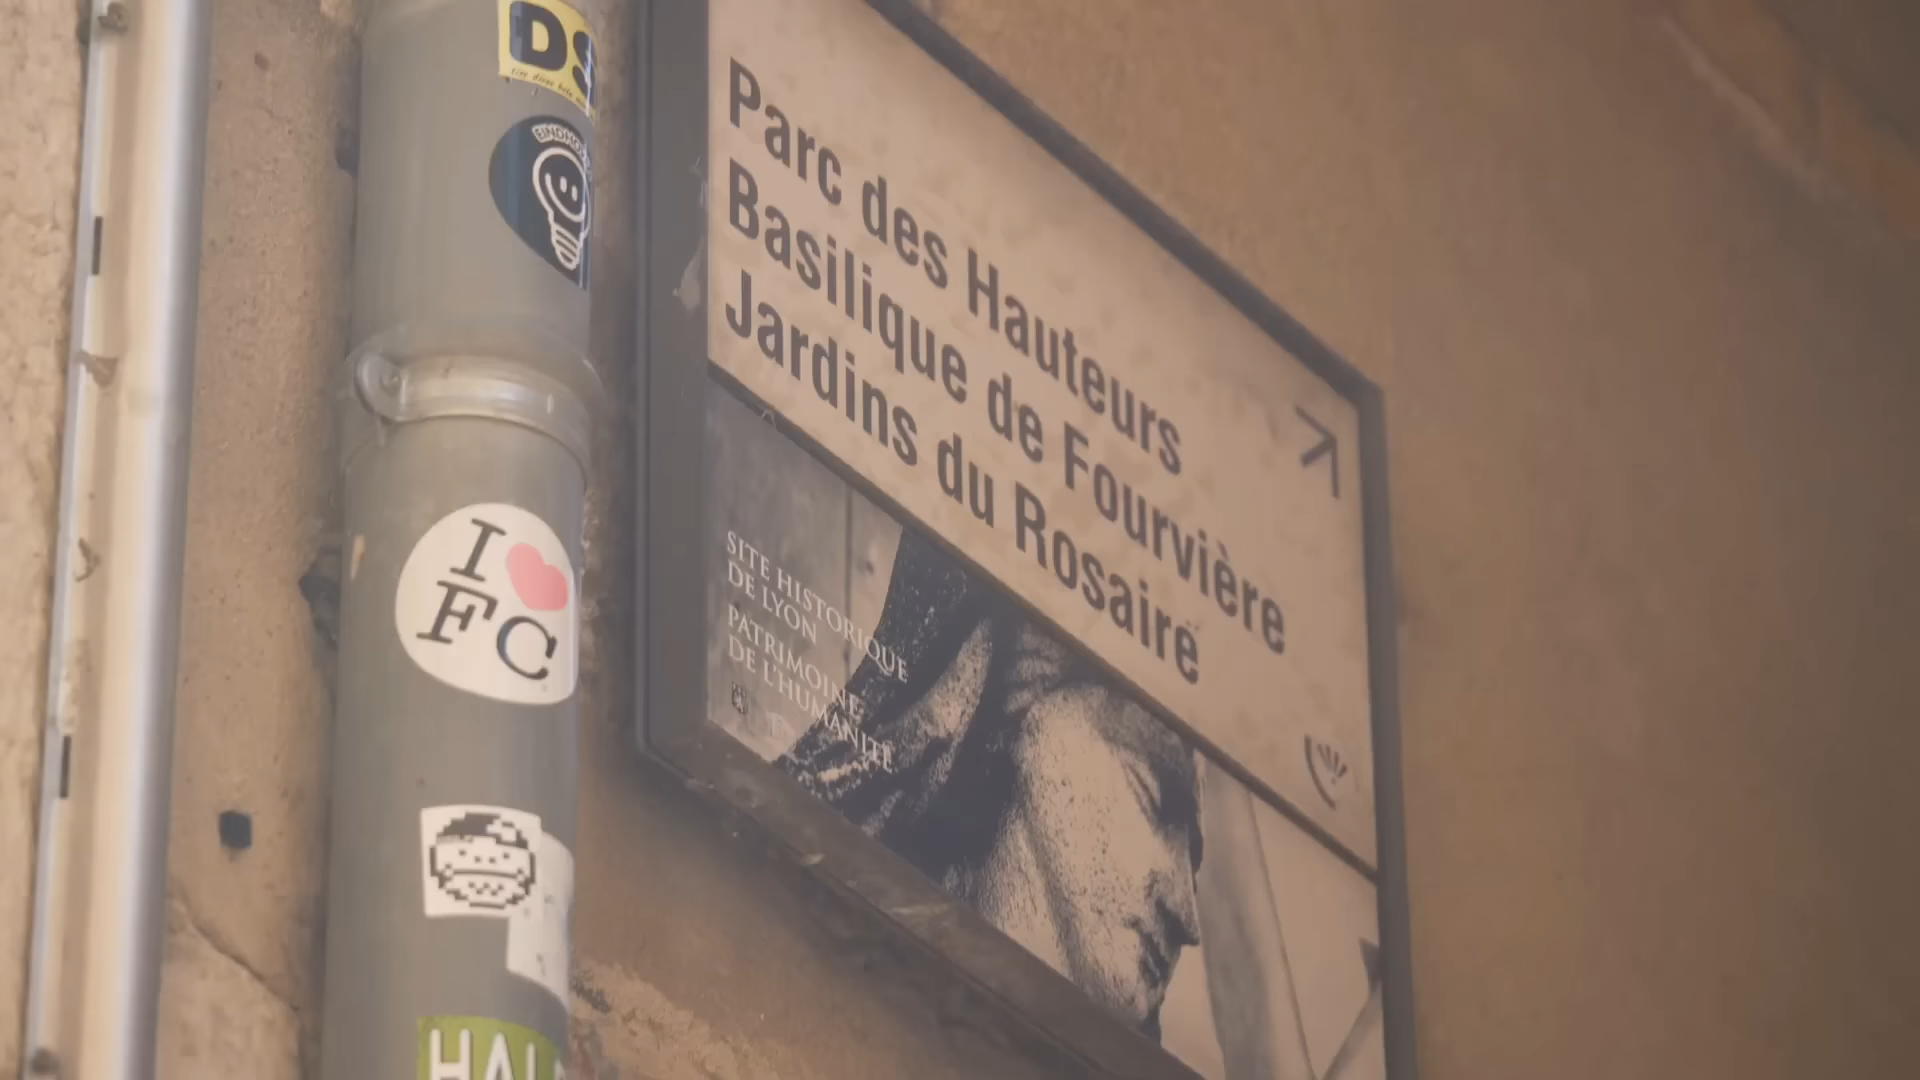 DS
EINDHOV
I
FC
HAL
Parc des Hauteurs
Basilique de Fourvière
Jardins du Rosaire
SITE HISTORIQUE
DE LYON
PATRIMOINE
DE L'HUMANITÉ